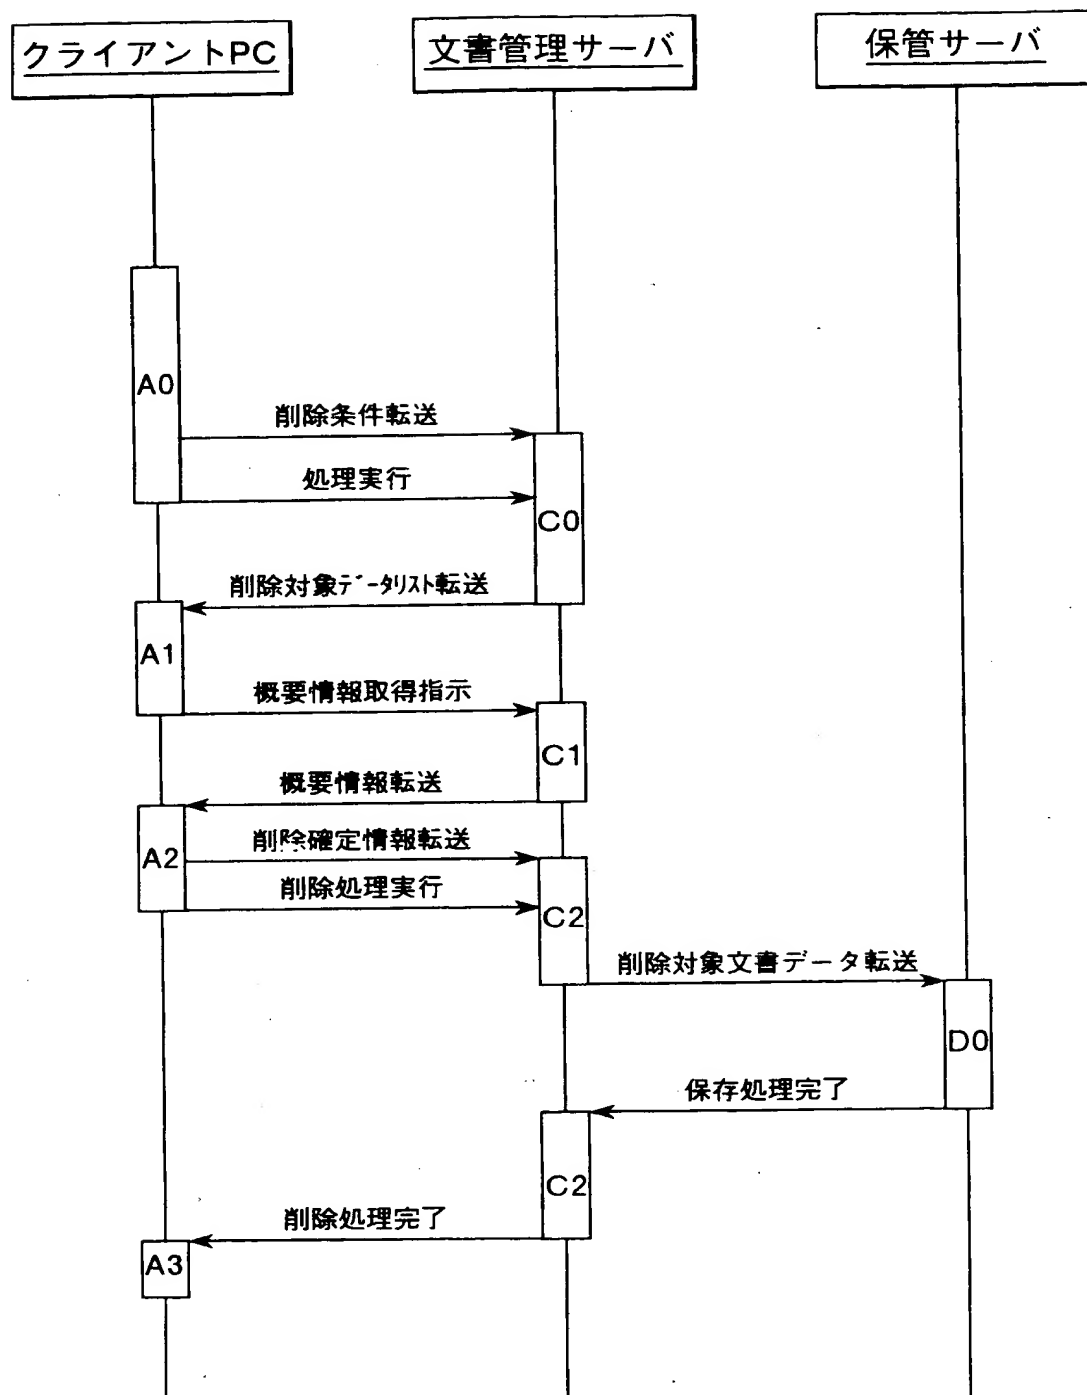 クライアントPC
文書管理サーバ
保管サーバ
A0
削除条件転送
処理実行
C0
削除対象データリスト転送
A1
概要情報取得指示
C1
概要情報転送
A2
削除確定情報転送
削除処理実行
C2
削除対象文書データ転送
D0
保存処理完了
C2
削除処理完了
A3